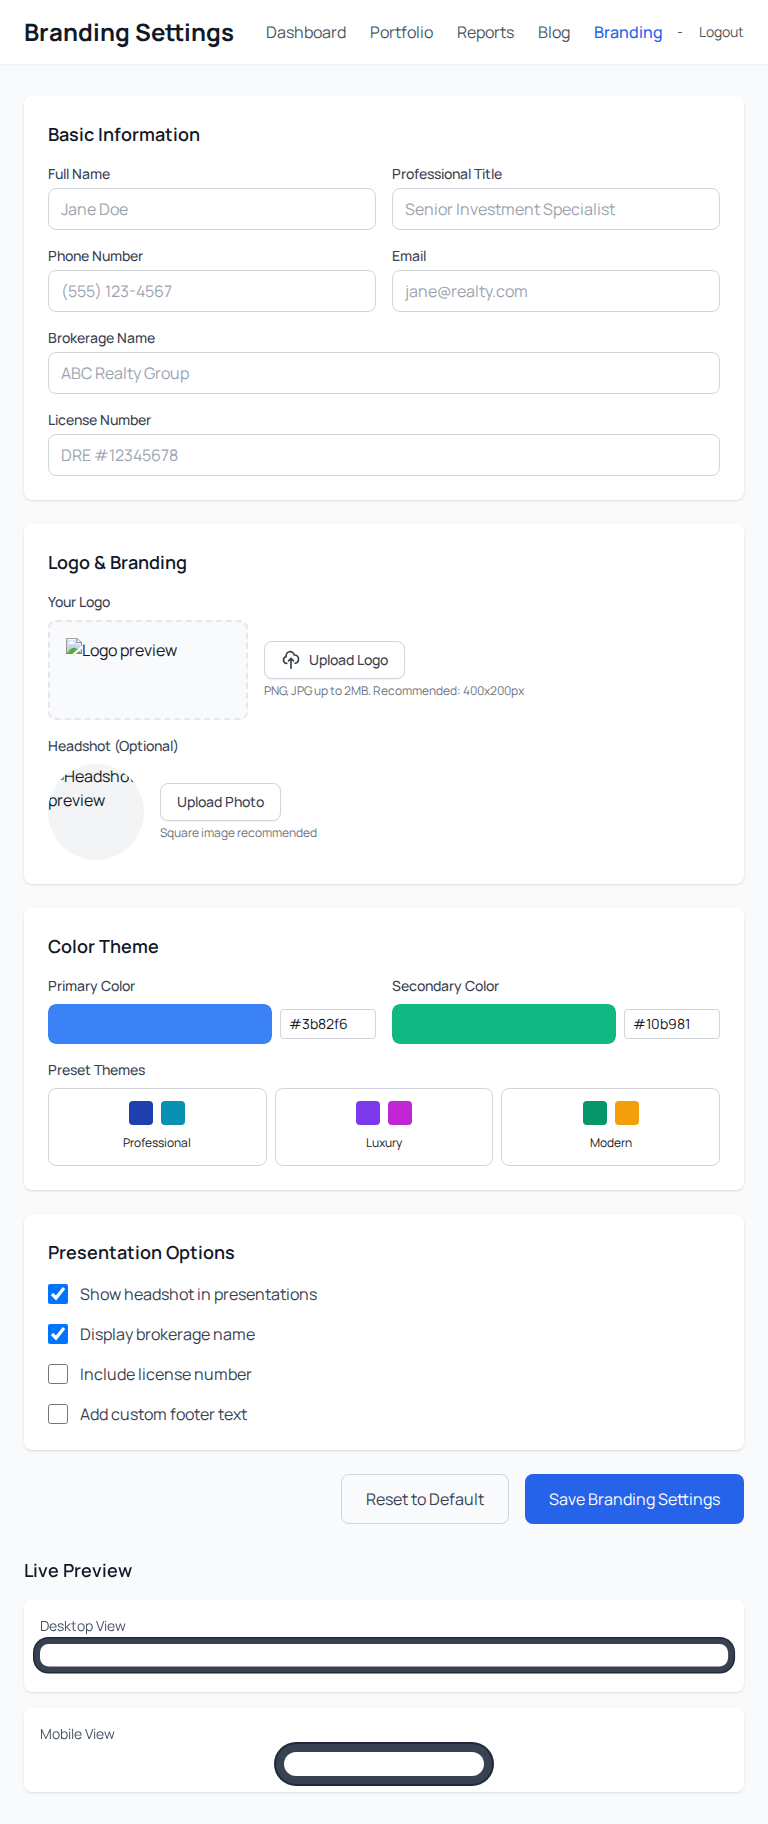 Branding Settings
Dashboard
Portfolio
Reports
Blog
Branding
-
Logout
Basic Information
Full Name
Professional Title
Jane Doe
Senior Investment Specialist
Phone Number
Email
(555) 123-4567
jane@realty.com
Brokerage Name
ABC Realty Group
License Number
DRE #12345678
Logo & Branding
Your Logo
Logo preview
Upload Logo
PNG, JPG up to 2MB. Recommended: 400x200px
Headshot (Optional)
Headshot
preview
Upload Photo
Square image recommended
Color Theme
Primary Color
Secondary Color
#3b82f6
#10b981
Preset Themes
Professional
Luxury
Modern
Presentation Options
Show headshot in presentations
Display brokerage name
Include license number
Add custom footer text
Reset to Default
Save Branding Settings
Live Preview
Desktop View
Mobile View